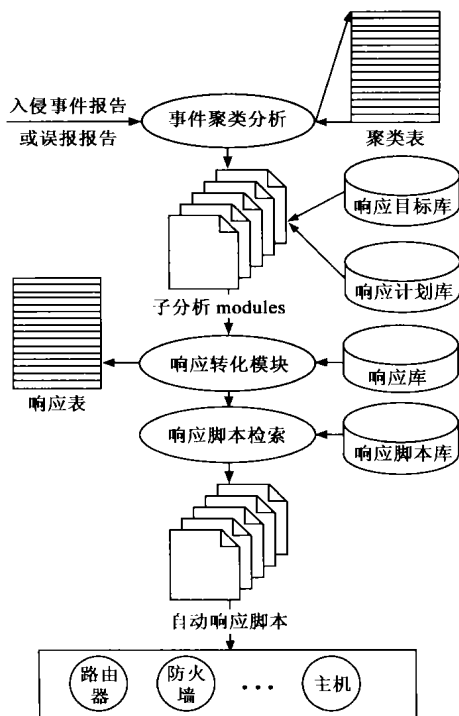 入侵事件报告
或误报报告
事件聚类分析
聚类表
响应目标库
子分析 modules
响应计划库
响应转化模块
响应库
响应表
响应脚本检索
响应脚本库
自动响应脚本
路由
器
防火
墙
•••
主机